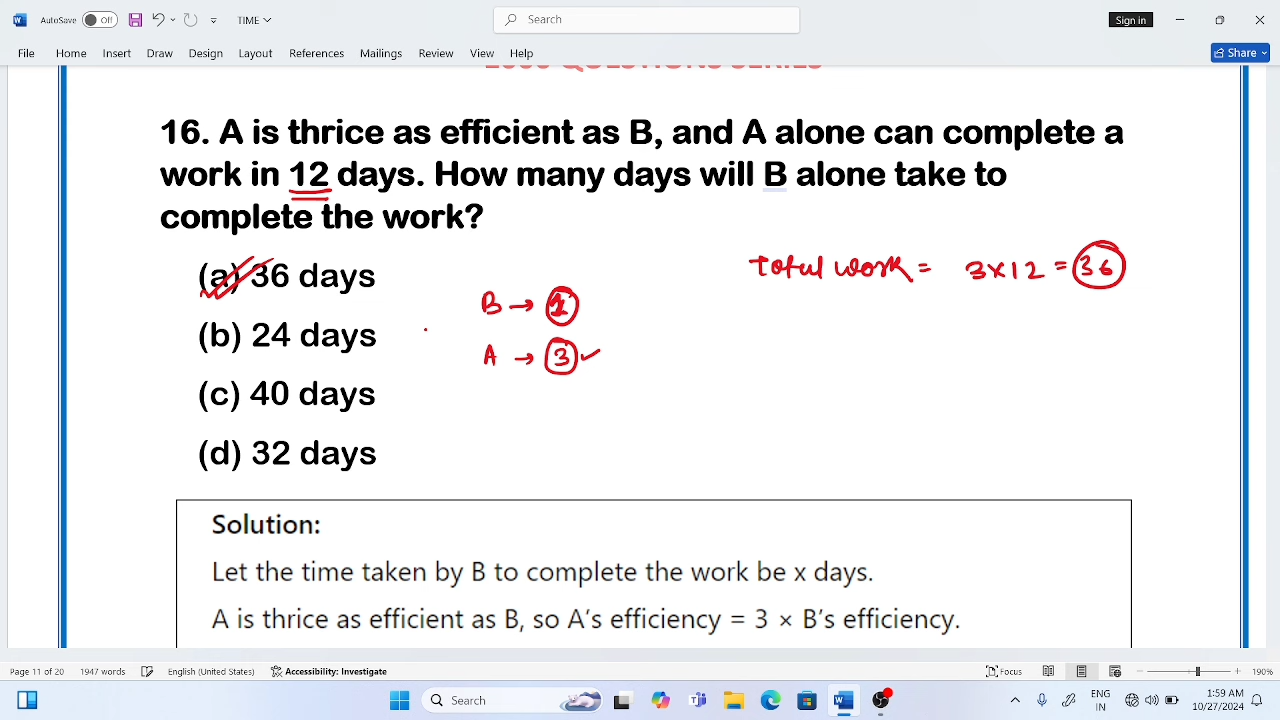 AutoSave Off TIME Search Sign in
File Home Insert Draw Design Layout References Mailings Review View Help Share
2000 QUESTIONS SERIES
16. A is thrice as efficient as B, and A alone can complete a
work in 12 days. How many days will B alone take to
complete the work?
(a) 36 days
Total work = 3×12 = 36
B → 1
(b) 24 days
A → 3
(c) 40 days
(d) 32 days
Solution:
Let the time taken by B to complete the work be x days.
A is thrice as efficient as B, so A's efficiency = 3 × B's efficiency.
Page 11 of 20 1947 words English (United States) Accessibility: Investigate Focus 190%
Search ENG IN 1:59 AM 10/27/2024